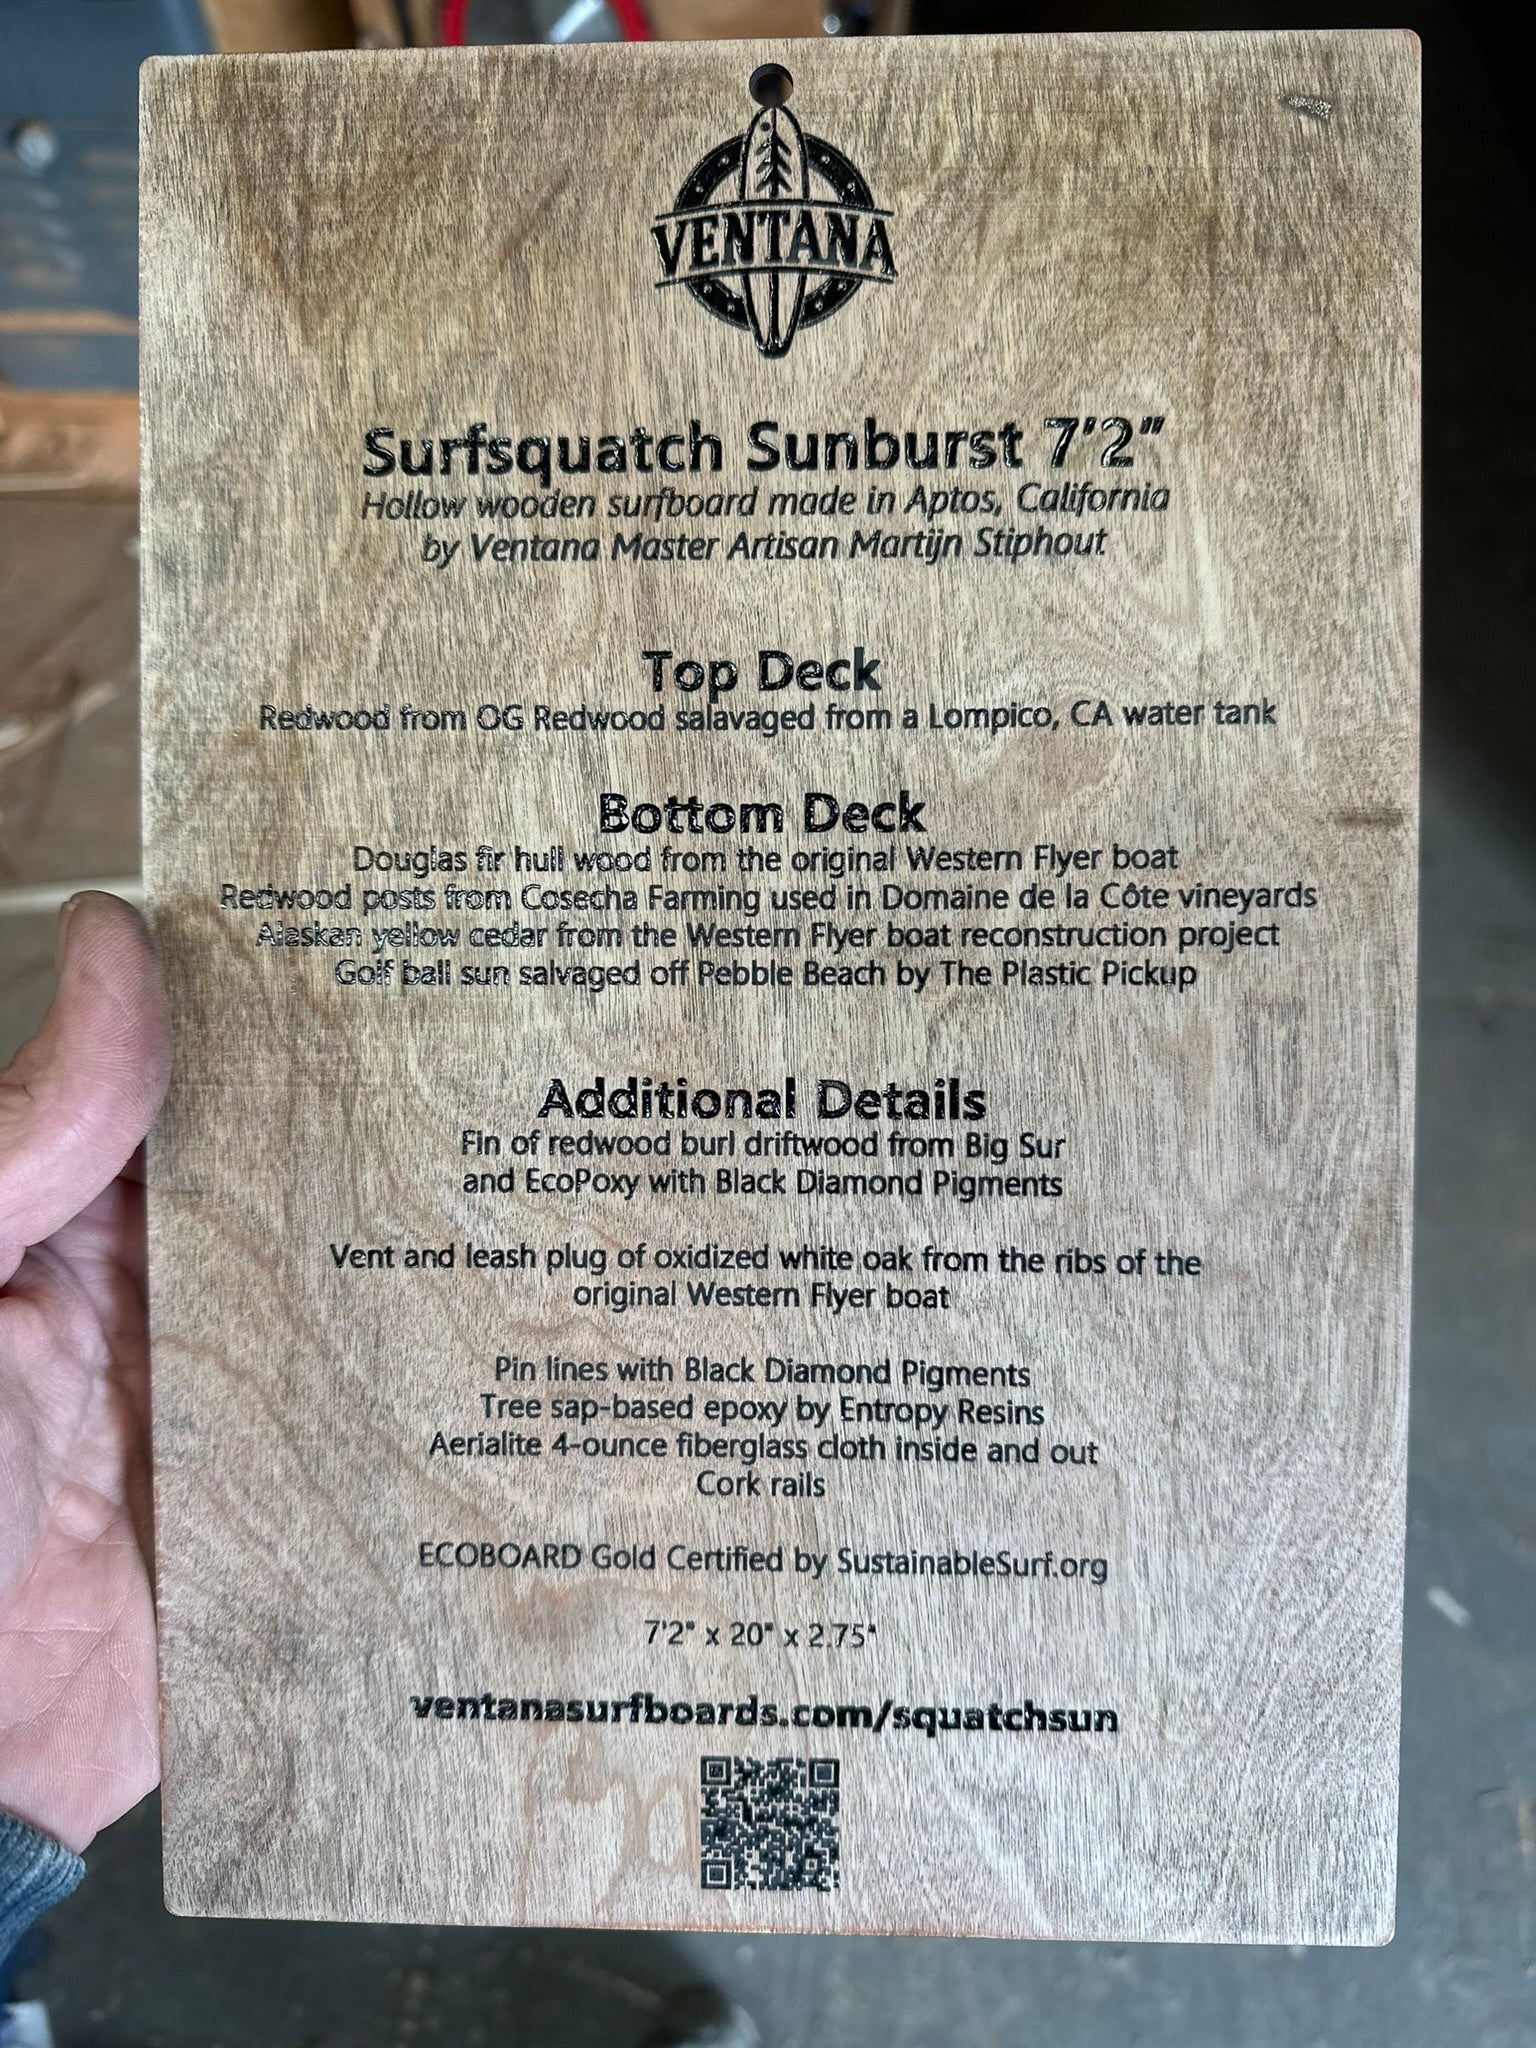 VENTANA
Surfsquatch Sunburst 7'2"
Hollow wooden surfboard made in Aptos, California
by Ventana Master Artisan Martijn Stiphout
Top Deck
Redwood from OG Redwood salavaged from a Lompico, CA water tank
Bottom Deck
Douglas fir hull wood from the original Western Flyer boat
Redwood posts from Cosecha Farming used in Domaine de la Côte vineyards
Alaskan yellow cedar from the Western Flyer boat reconstruction project
Golf ball sun salvaged off Pebble Beach by The Plastic Pickup
Additional Details
Fin of redwood burl driftwood from Big Sur
and EcoPoxy with Black Diamond Pigments
Vent and leash plug of oxidized white oak from the ribs of the
original Western Flyer boat
Pin lines with Black Diamond Pigments
Tree sap-based epoxy by Entropy Resins
Aerialite 4-ounce fiberglass cloth inside and out
Cork rails
ECOBOARD Gold Certified by SustainableSurf.org
7'2" x 20" x 2.75"
ventanasurfboards.com/squatchsun